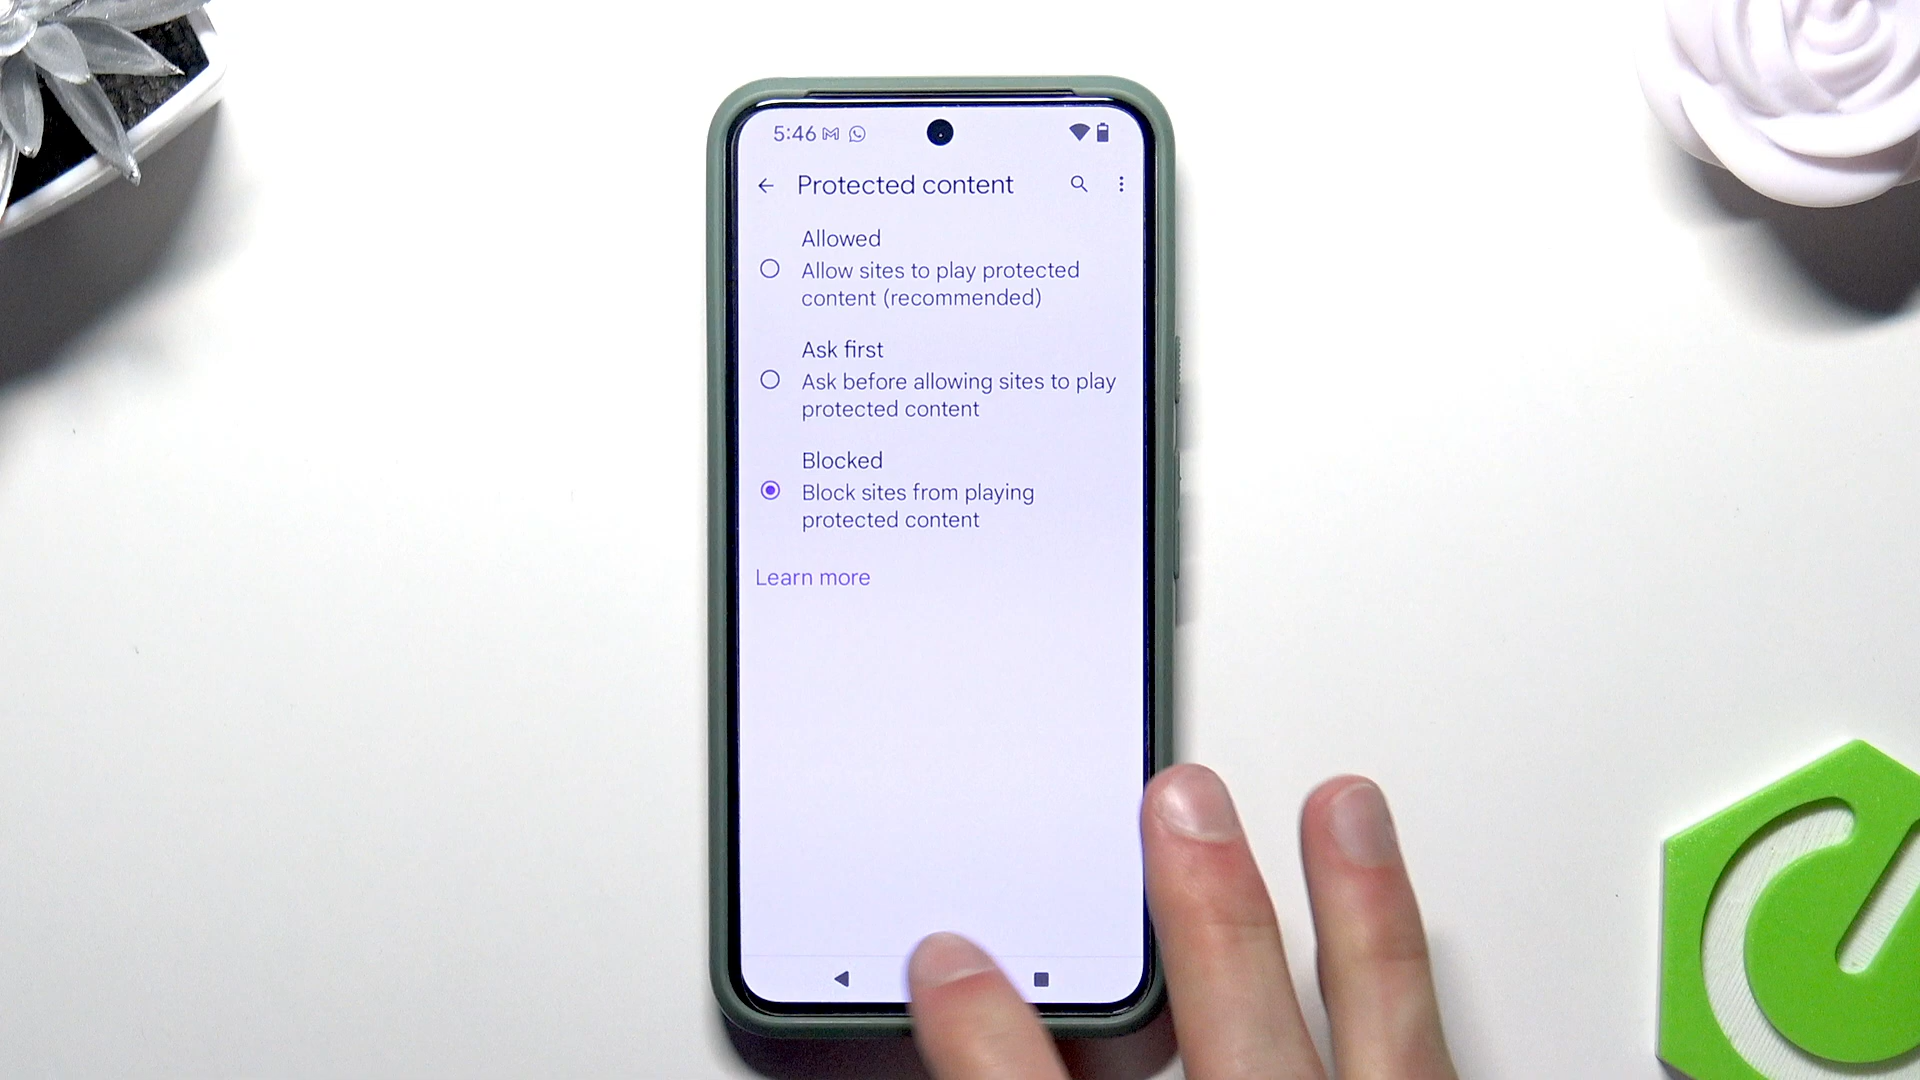 5:46
Protected content
Allowed
Allow sites to play protected
content (recommended)
Ask first
Ask before allowing sites to play
protected content
Blocked
Block sites from playing
protected content
Learn more